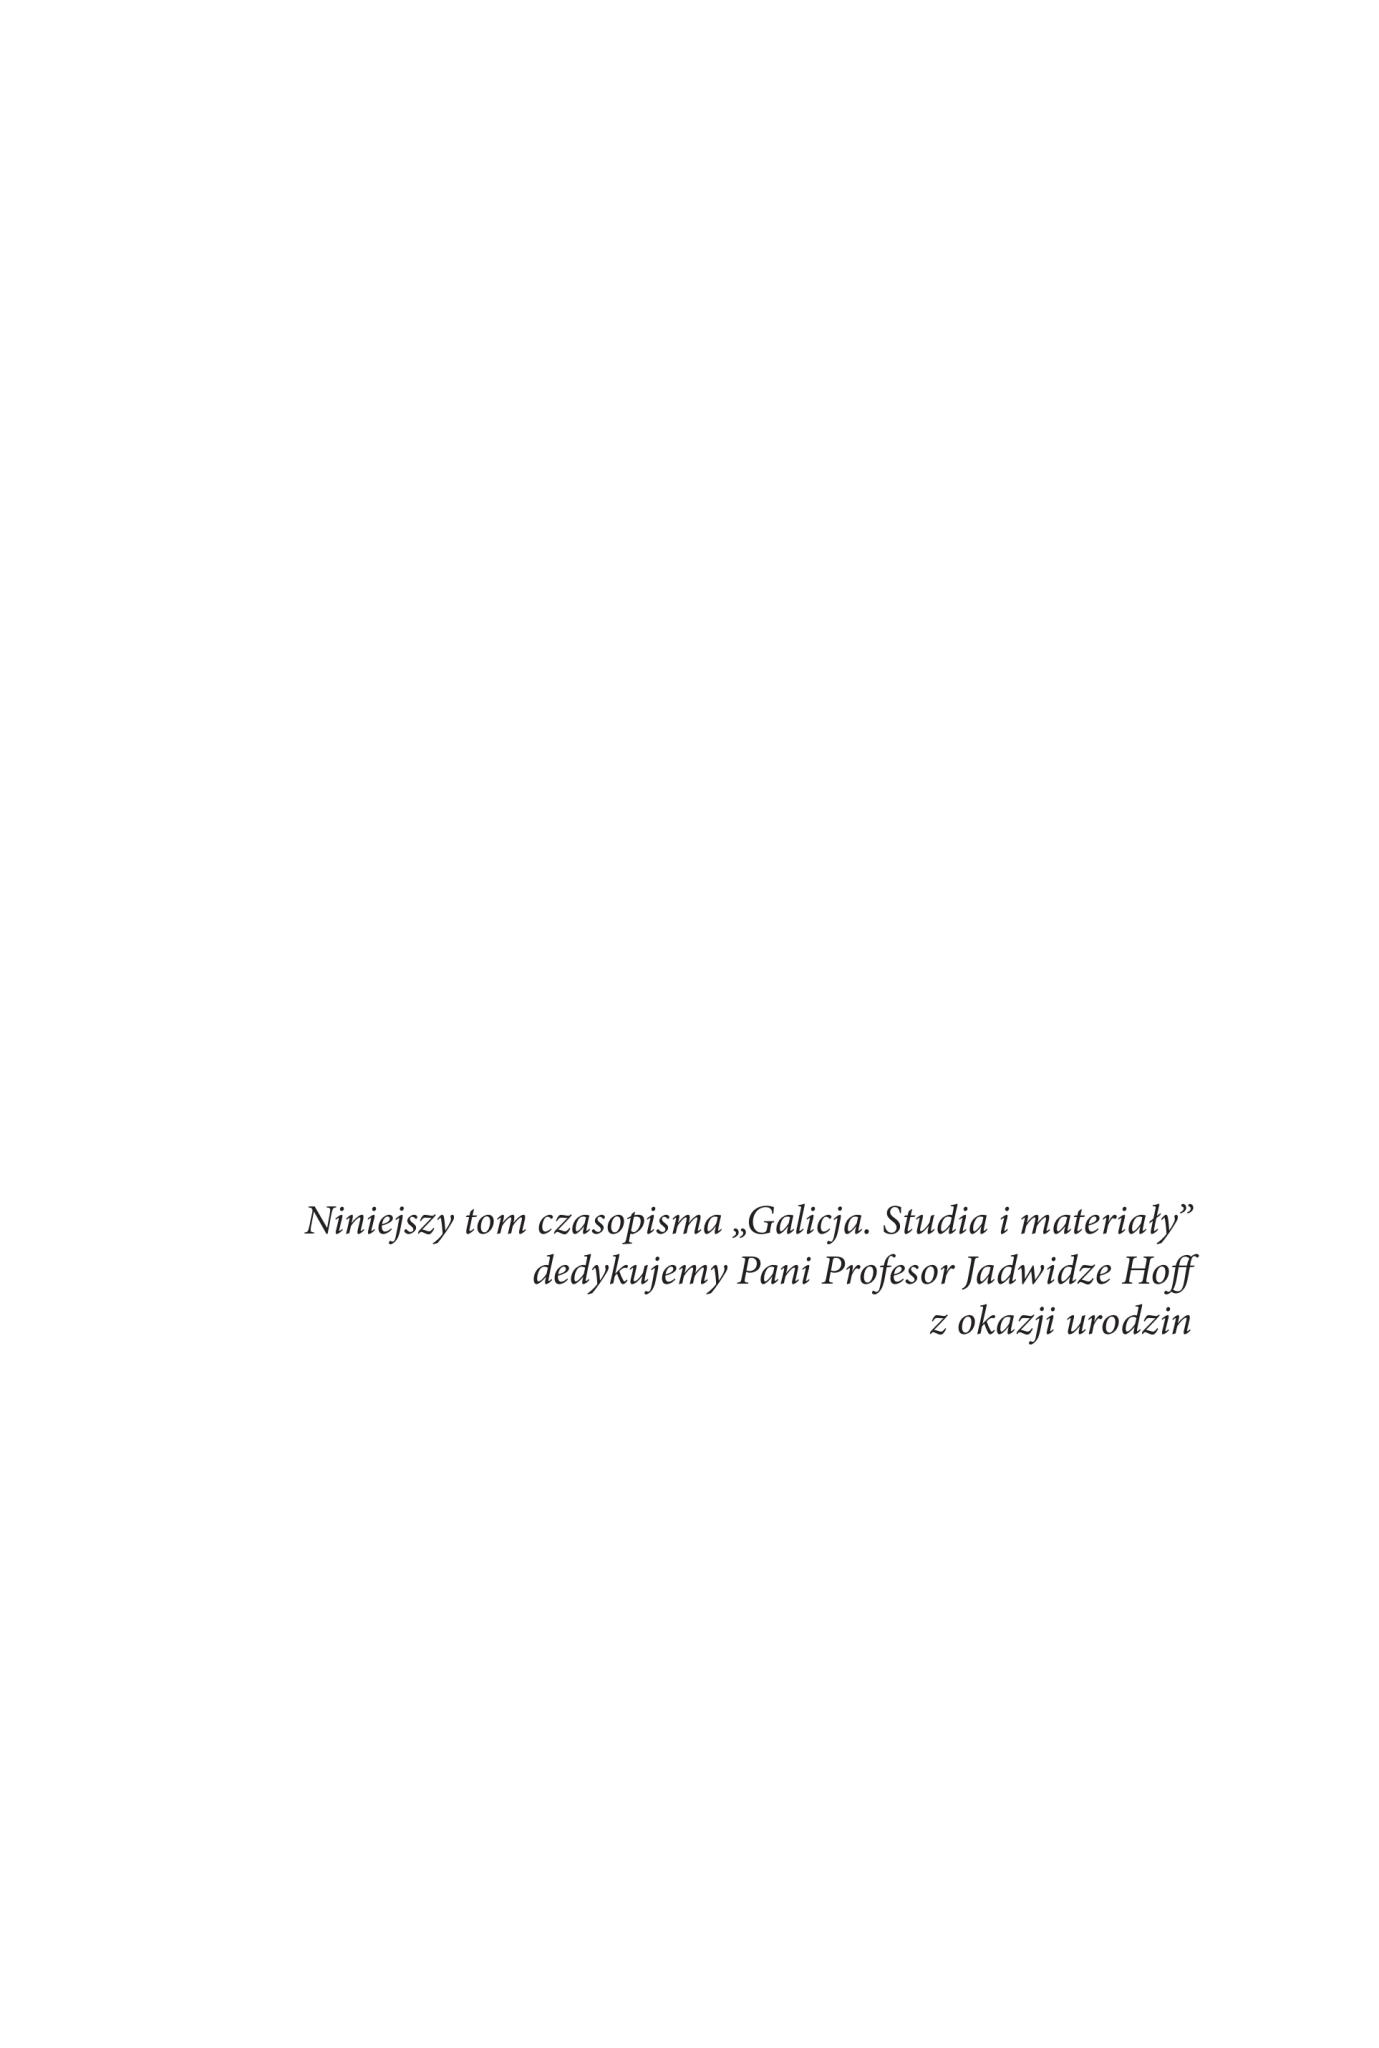 Niniejszy tom czasopisma „Galicja. Studia i materiały”
dedykujemy Pani Profesor Jadwidze Hoff
z okazji urodzin